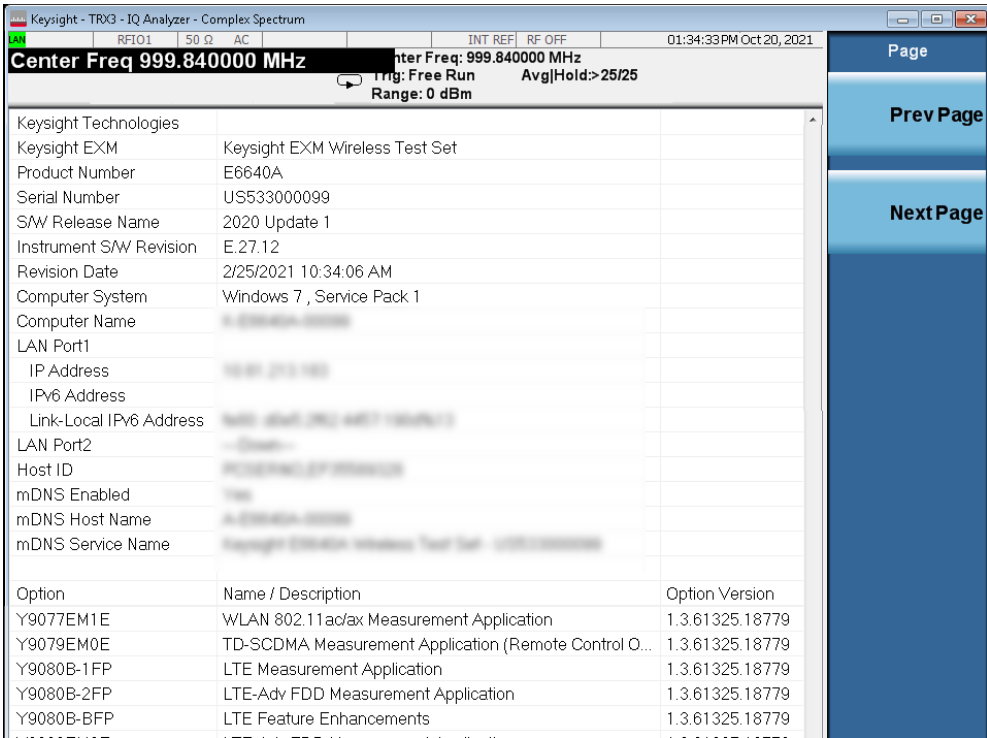 Keysight - TRX3 - IQ Analyzer - Complex Spectrum
LAN RFIO1 50 Ω AC INT REF RF OFF 01:34:33 PM Oct 20, 2021
Center Freq 999.840000 MHz
nter Freq: 999.840000 MHz
Trig: Free Run Avg|Hold:>25/25
Range: 0 dBm
Page
Prev Page
Next Page
Keysight Technologies
Keysight EXM Keysight EXM Wireless Test Set
Product Number E6640A
Serial Number US533000099
S/W Release Name 2020 Update 1
Instrument S/W Revision E.27.12
Revision Date 2/25/2021 10:34:06 AM
Computer System Windows 7 , Service Pack 1
Computer Name
LAN Port1
IP Address
IPv6 Address
Link-Local IPv6 Address
LAN Port2
Host ID
mDNS Enabled
mDNS Host Name
mDNS Service Name
Option Name / Description Option Version
Y9077EM1E WLAN 802.11ac/ax Measurement Application 1.3.61325.18779
Y9079EM0E TD-SCDMA Measurement Application (Remote Control O... 1.3.61325.18779
Y9080B-1FP LTE Measurement Application 1.3.61325.18779
Y9080B-2FP LTE-Adv FDD Measurement Application 1.3.61325.18779
Y9080B-BFP LTE Feature Enhancements 1.3.61325.18779